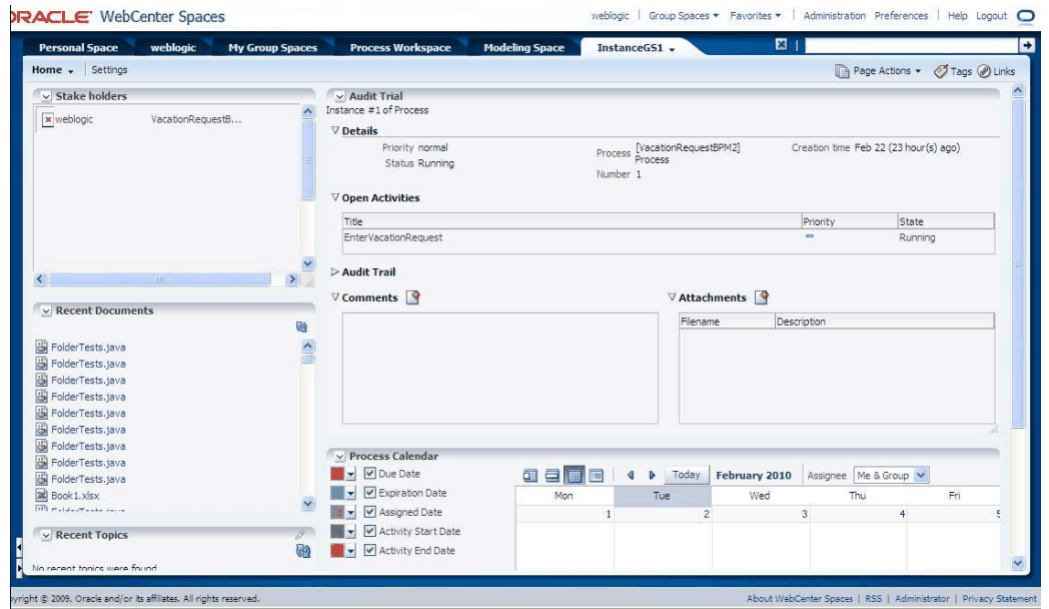 ORACLE WebCenter Spaces
weblogic | Group Spaces Favorites | Administration Preferences | Help Logout
Personal Space weblogic My Group Spaces Process Workspace Modeling Space InstanceGS1
Home Settings Page Actions Tags Links
Stake holders
weblogic VacationRequestB...
Audit Trial
Instance #1 of Process
Details
Priority normal
Status Running
Process [VacationRequestBPM2] Process
Number 1
Creation time Feb 22 (23 hour(s) ago)
Open Activities
Title Priority State
EnterVacationRequest Running
Audit Trail
Comments Attachments
Filename Description
Recent Documents
FolderTests.java
FolderTests.java
FolderTests.java
FolderTests.java
FolderTests.java
FolderTests.java
FolderTests.java
FolderTests.java
FolderTests.java
Book1.xlsx
Recent Topics
No recent topics were found
Process Calendar
Due Date
Expiration Date
Assigned Date
Activity Start Date
Activity End Date
Today February 2010 Assignee Me & Group
Mon Tue Wed Thu Fri
1 2 3 4 5
yright © 2009, Oracle and/or its affiliates. All rights reserved.
About WebCenter Spaces | RSS | Administrator | Privacy Statement